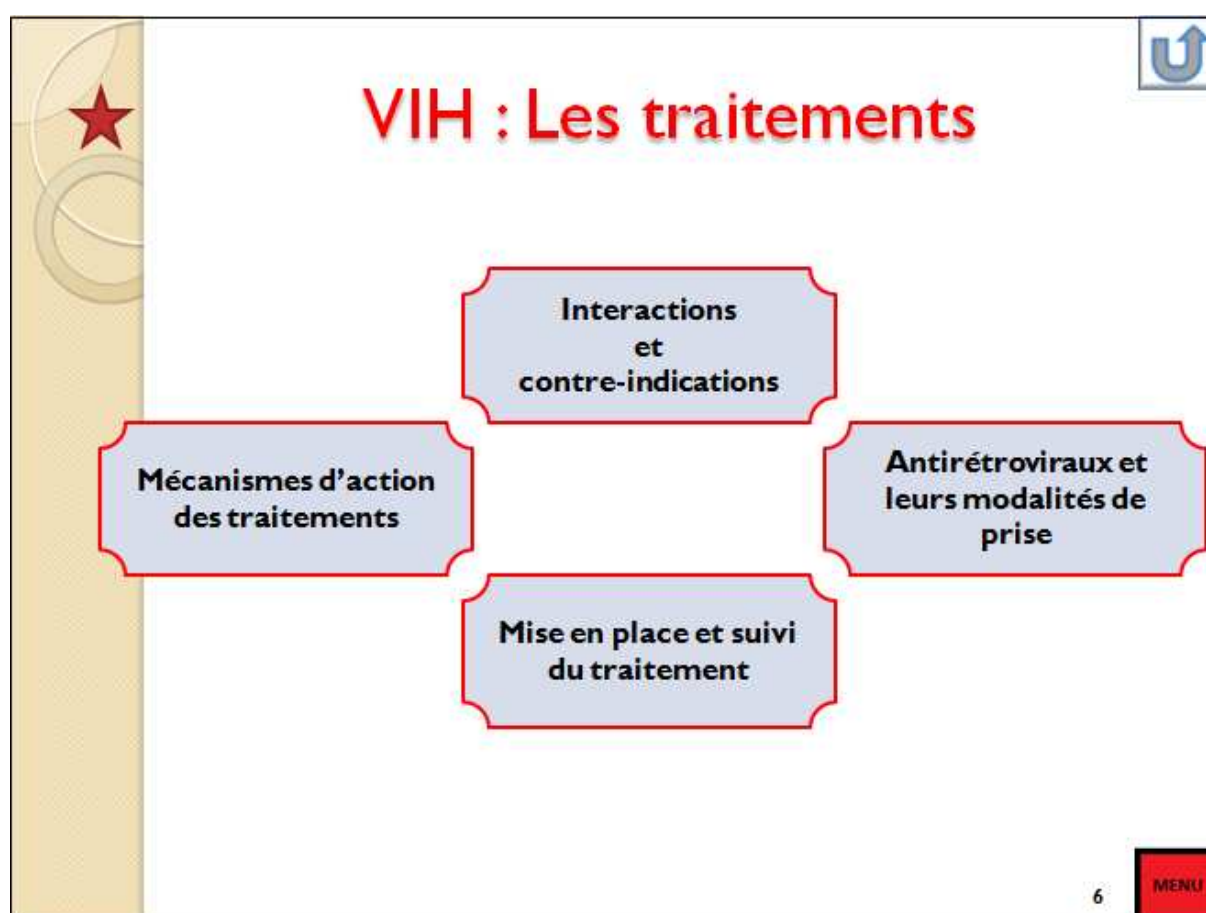 VIH : Les traitements
Interactions
et
contre-indications
Mécanismes d’action
des traitements
Antirétroviraux et
leurs modalités de
prise
Mise en place et suivi
du traitement
6
MENU